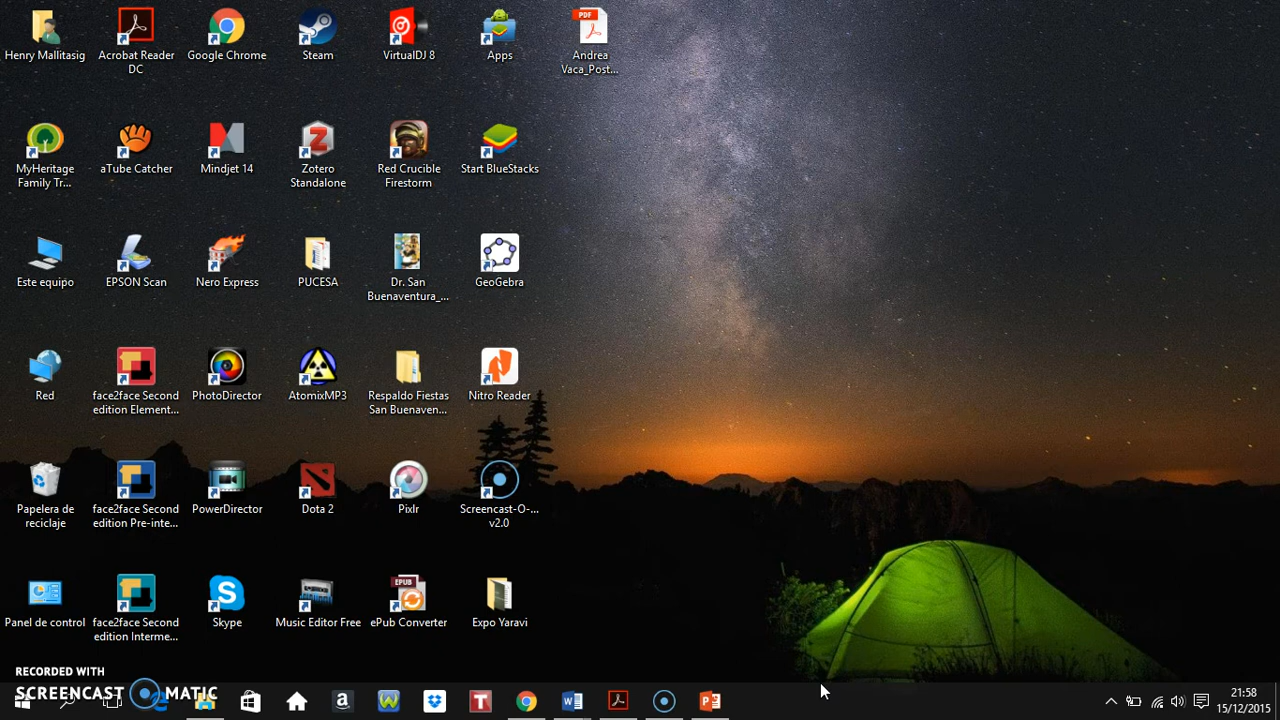 Henry Mallitasig
Acrobat Reader
DC
Google Chrome
Steam
VirtualDJ 8
Apps
PDF
Andrea
Vaca_Post...
MyHeritage
Family Tr...
aTube Catcher
Mindjet 14
Zotero
Standalone
Red Crucible
Firestorm
Start BlueStacks
Este equipo
EPSON Scan
Nero Express
PUCESA
Dr. San
Buenaventura_...
GeoGebra
Red
face2face Second
edition Element...
PhotoDirector
AtomixMP3
Respaldo Fiestas
San Buenaven...
Nitro Reader
Papelera de
reciclaje
face2face Second
edition Pre-inte...
PowerDirector
Dota 2
Pixlr
Screencast-O-...
v2.0
Panel de control
face2face Second
edition Interme...
Skype
Music Editor Free
EPUB
ePub Converter
Expo Yaravi
RECORDED WITH
SCREENCAST MATIC
21:58
15/12/2015